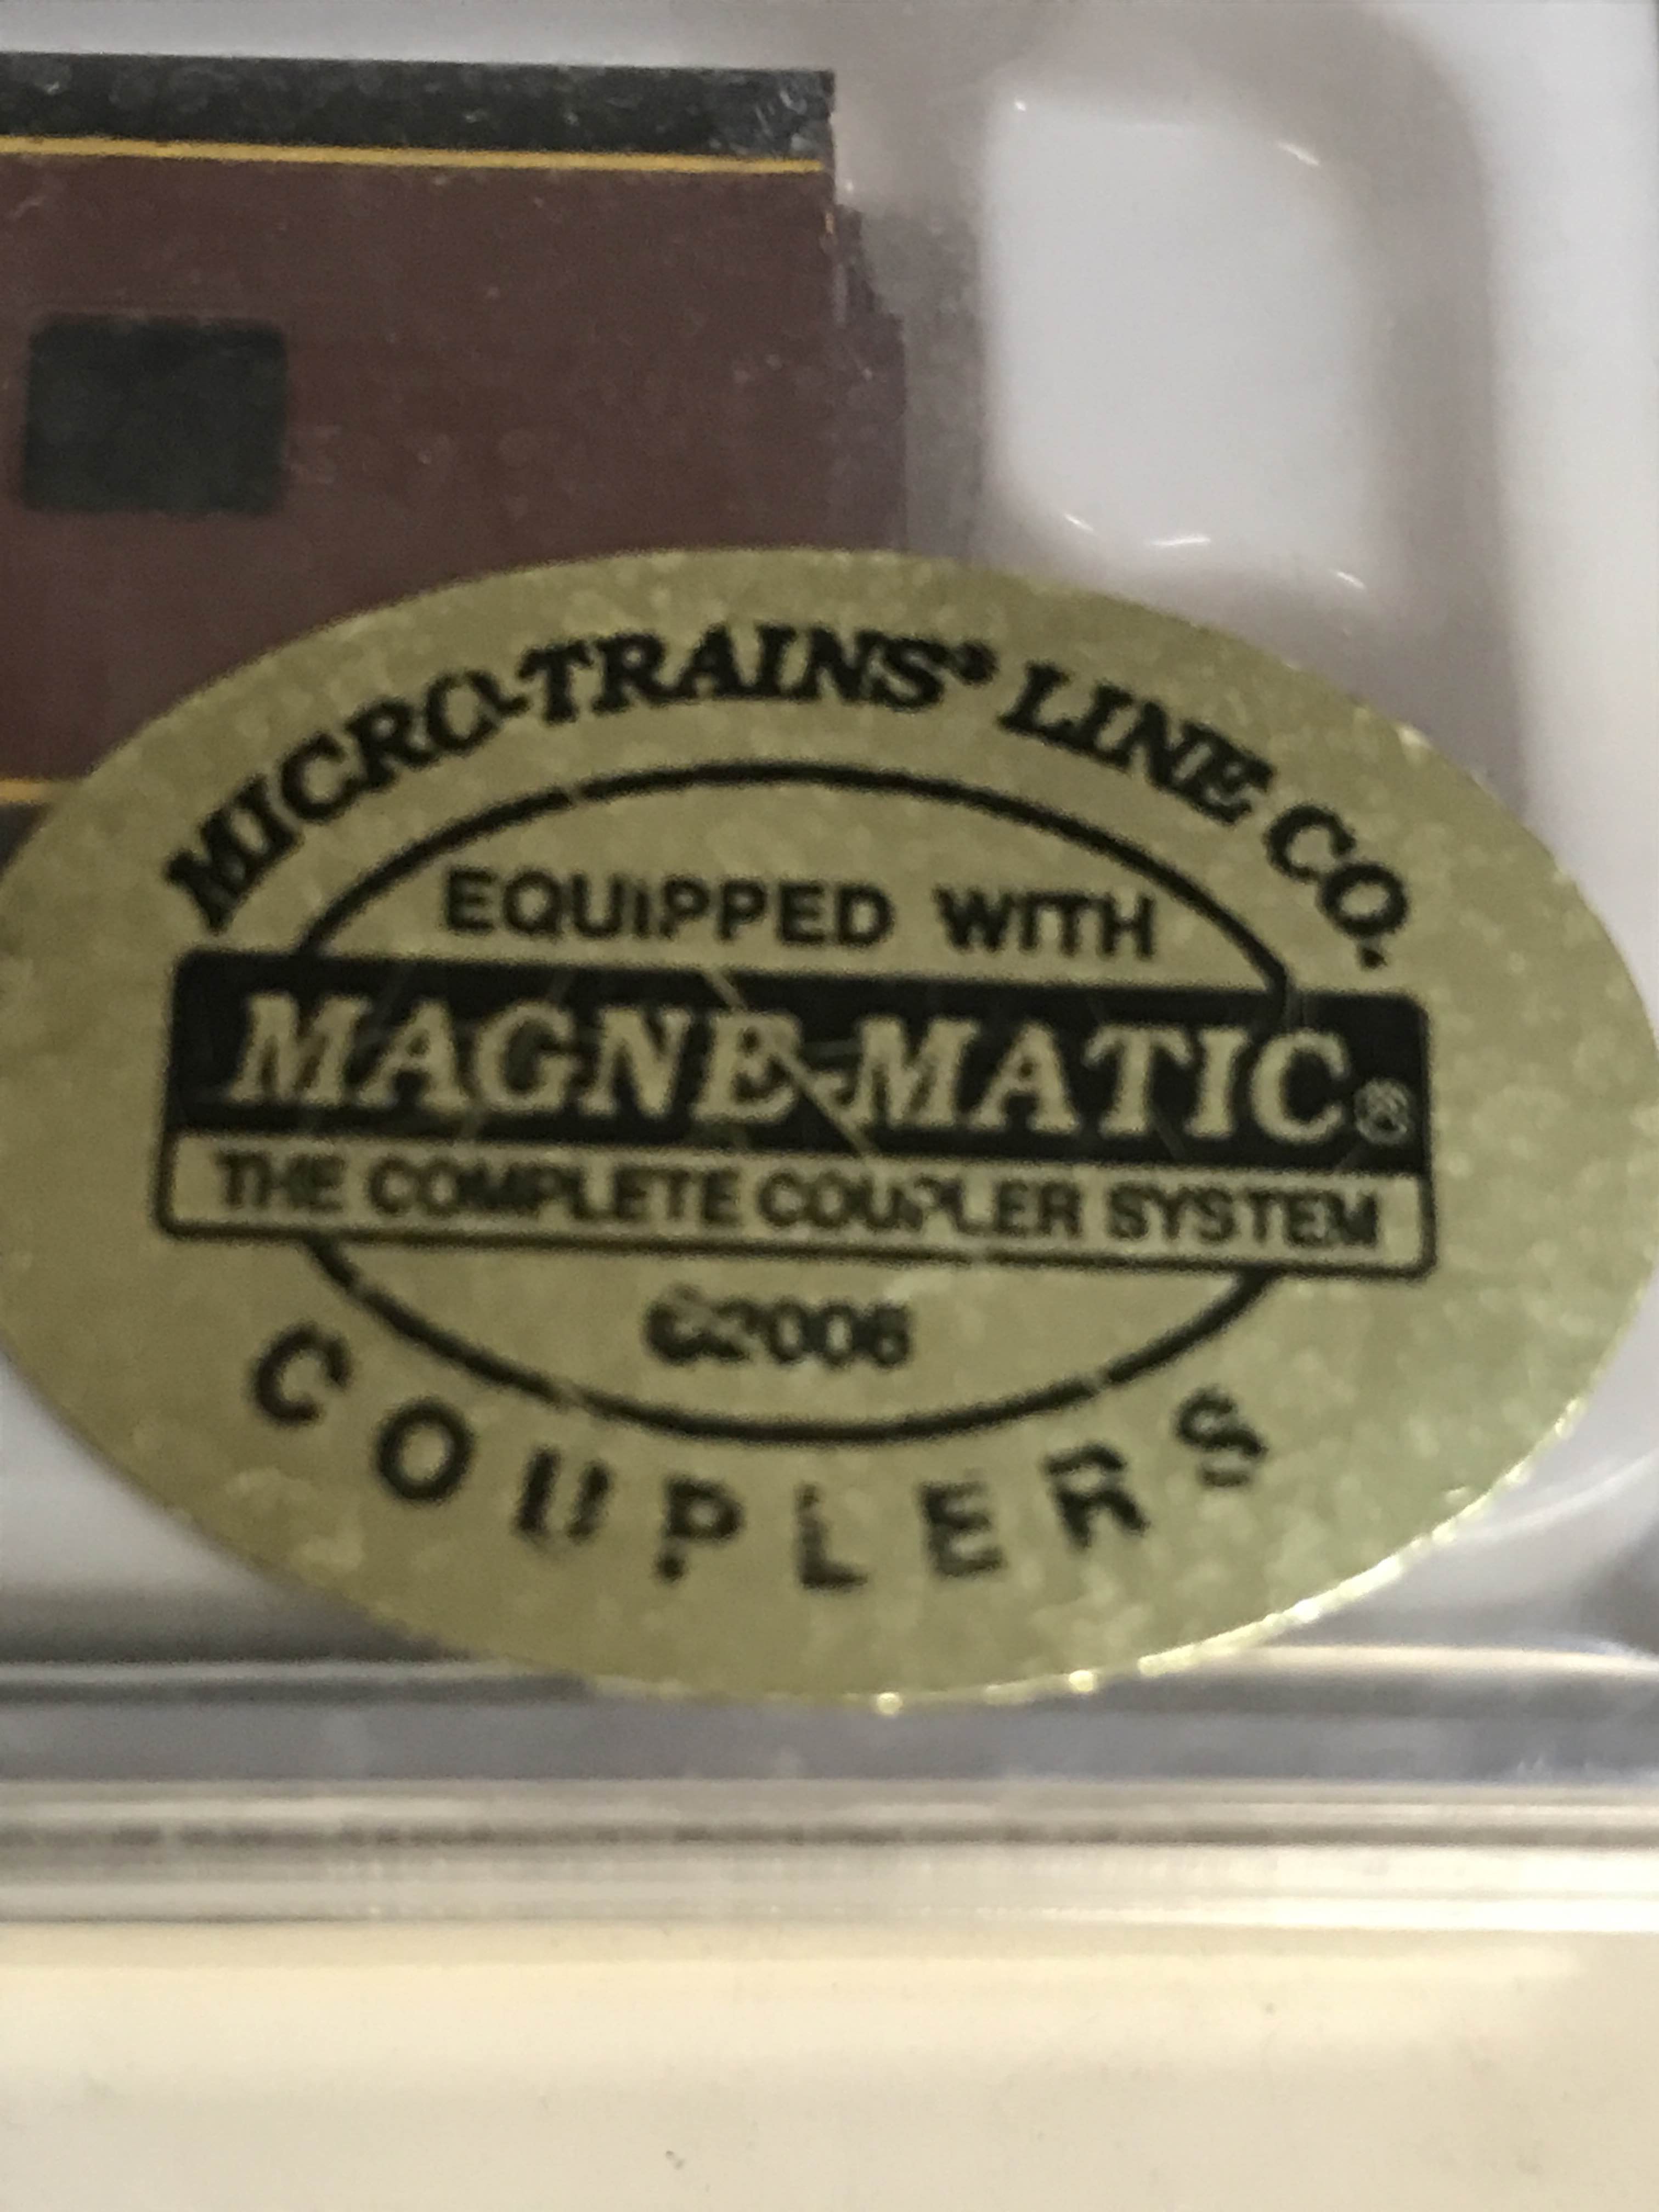 MICRO-TRAINS® LINE CO.
EQUIPPED WITH
MAGNE-MATIC®
THE COMPLETE COUPLER SYSTEM
©2006
COUPLERS